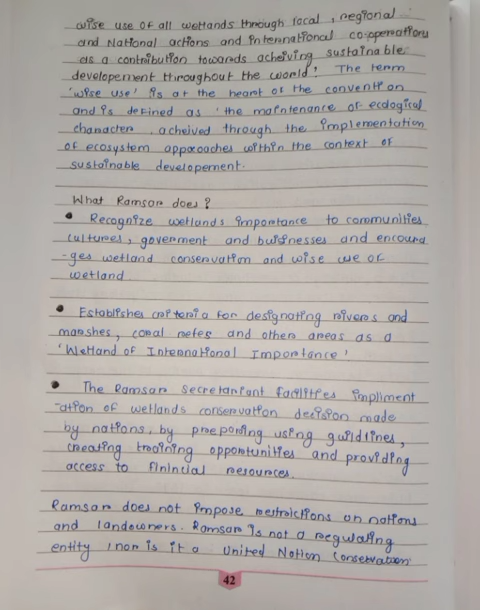 wise use of all wetlands through local, regional
and National actions and international co-operations
as a contribution towards acheiving sustainable
developement throughout the world! The term
'wise use' is at the heart of the convention
and is defined as 'the maintenance of ecological
character acheived through the implementation
of ecosystem approaches within the context of
sustainable developement.
What Ramsar does?
• Recognize wetlands importance to communities
cultures, goverment and buisnesses and encoura
-ges wetland conservation and wise use of
wetland
• Establishes criteria for designating rivers and
marshes, coral refes and others areas as a
'Wetland of International Importance'
• The Ramsar secretariant facilities impliment
-ation of wetlands conservation decision made
by nations, by preporing using guildlines,
creating training opportunities and providing
access to finincial resources.
Ramsar does not impose restrictions on nations
and landowners. Ramsar is not a regulating
entity, nor is it a United Nation Conservation
42